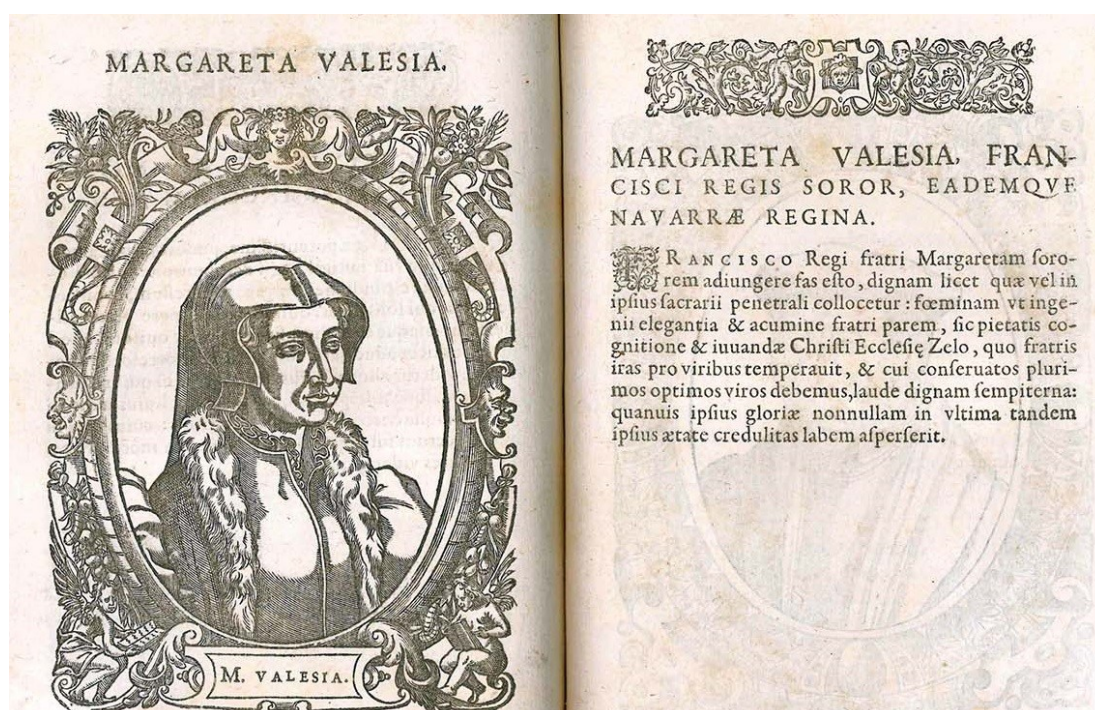 MARGARETA VALESIA.
M. VALESIA.
MARGARETA VALESIA, FRAN-
CISCI REGIS SOROR, EADEMQVE
NAVARRÆ REGINA.
FRANCISCO Regi fratri Margaretam ſoro-
rem adiungere fas eſto, dignam licet quæ vel in
ipſius ſacrarii penetrali collocetur : fœminam vt inge-
nii elegantia & acumine fratri parem, ſic pietatis co-
gnitione & iuuandæ Chriſti Eccleſię Zelo, quo fratris
iras pro viribus temperauit, & cui conſeruatos pluri-
mos optimos viros debemus,laude dignam ſempiterna:
quanuis ipſius gloriæ nonnullam in vltima tandem
ipſius ætate credulitas labem aſperſerit.